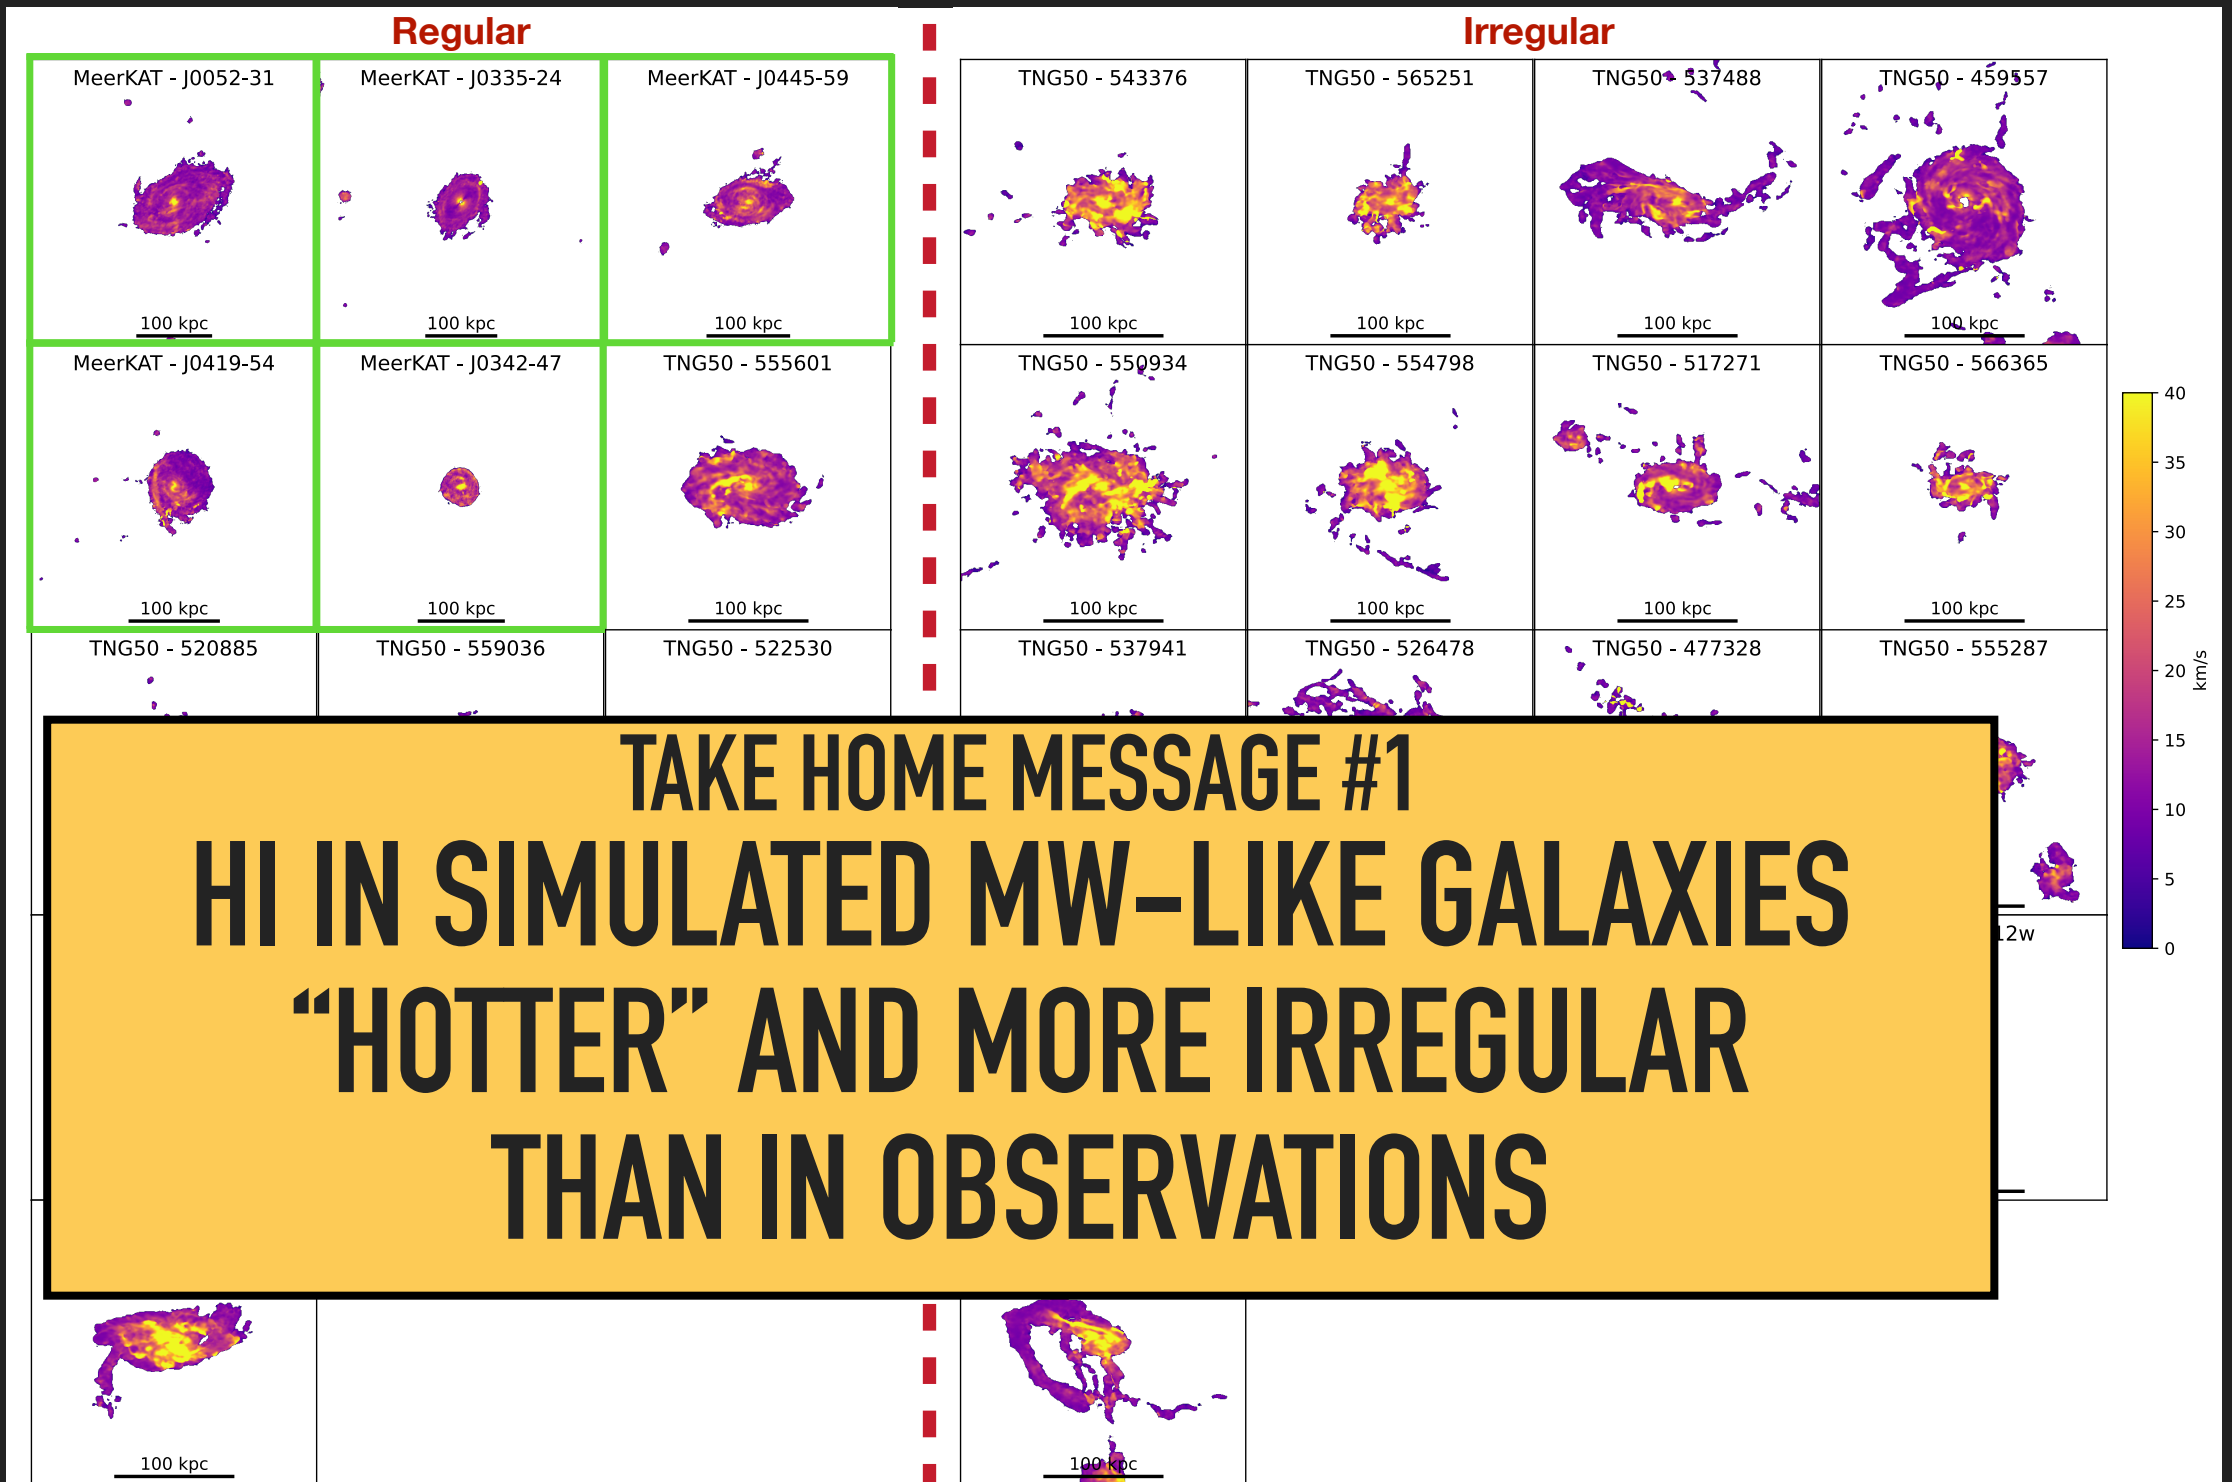 Regular
Irregular
MeerKAT - J0052-31
MeerKAT - J0335-24
MeerKAT - J0445-59
TNG50 - 543376
TNG50 - 565251
TNG50 - 537488
TNG50 - 459557
100 kpc
100 kpc
100 kpc
100 kpc
100 kpc
100 kpc
100 kpc
MeerKAT - J0419-54
MeerKAT - J0342-47
TNG50 - 555601
TNG50 - 550934
TNG50 - 554798
TNG50 - 517271
TNG50 - 566365
100 kpc
100 kpc
100 kpc
100 kpc
100 kpc
100 kpc
100 kpc
TNG50 - 520885
TNG50 - 559036
TNG50 - 522530
TNG50 - 537941
TNG50 - 526478
TNG50 - 477328
TNG50 - 555287
40
35
30
25
20
15
10
5
0
km/s
TAKE HOME MESSAGE #1
HI IN SIMULATED MW-LIKE GALAXIES
“HOTTER” AND MORE IRREGULAR
THAN IN OBSERVATIONS
12w
100 kpc
100 kpc